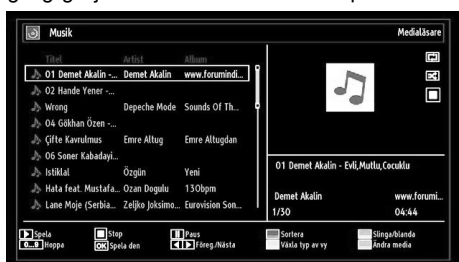 Musik Medialäsare
Titel Artist Album
01 Demet Akalin -... Demet Akalin www.forumindi...
02 Hande Yener -...
Wrong Depeche Mode Sounds Of Th...
04 Gökhan Özen -...
Çifte Kavrulmus Emre Altug Emre Altugdan
06 Soner Kabadayi...
Istiklal Özgün Yeni
Hata feat. Mustafa... Ozan Dogulu 130bpm
Lane Moje (Serbia... Zeljko Joksimo... Eurovision Son...
01 Demet Akalin - Evli,Mutlu,Cocuklu
Demet Akalin www.forumi...
1/30 04:44
Spela Stop Paus Sortera Slinga/blanda
0...9 Hoppa OK Spela den Föreg./Nästa Växla typ av vy Ändra media